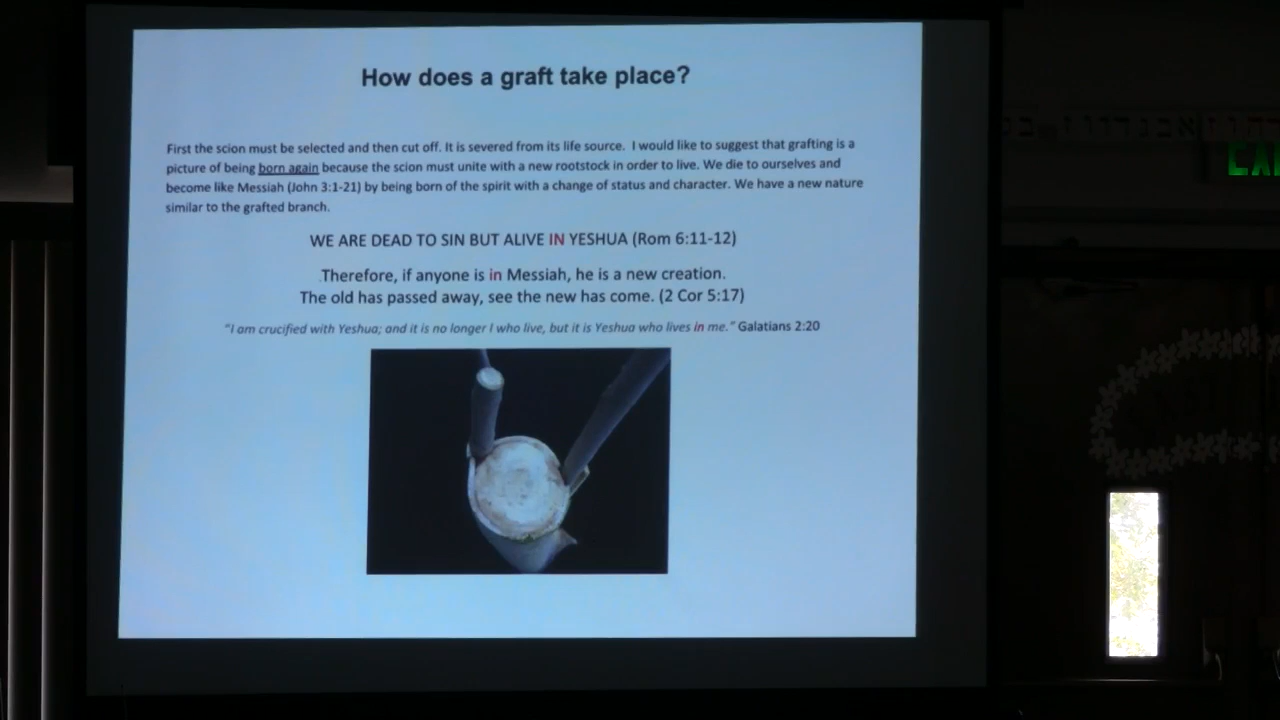 How does a graft take place?
First the scion must be selected and then cut off. It is severed from its life source. I would like to suggest that grafting is a
picture of being born again because the scion must unite with a new rootstock in order to live. We die to ourselves and
become like Messiah (John 3:1-21) by being born of the spirit with a change of status and character. We have a new nature
similar to the grafted branch.
WE ARE DEAD TO SIN BUT ALIVE IN YESHUA (Rom 6:11-12)
.Therefore, if anyone is in Messiah, he is a new creation.
The old has passed away, see the new has come. (2 Cor 5:17)
"I am crucified with Yeshua; and it is no longer I who live, but it is Yeshua who lives in me." Galatians 2:20